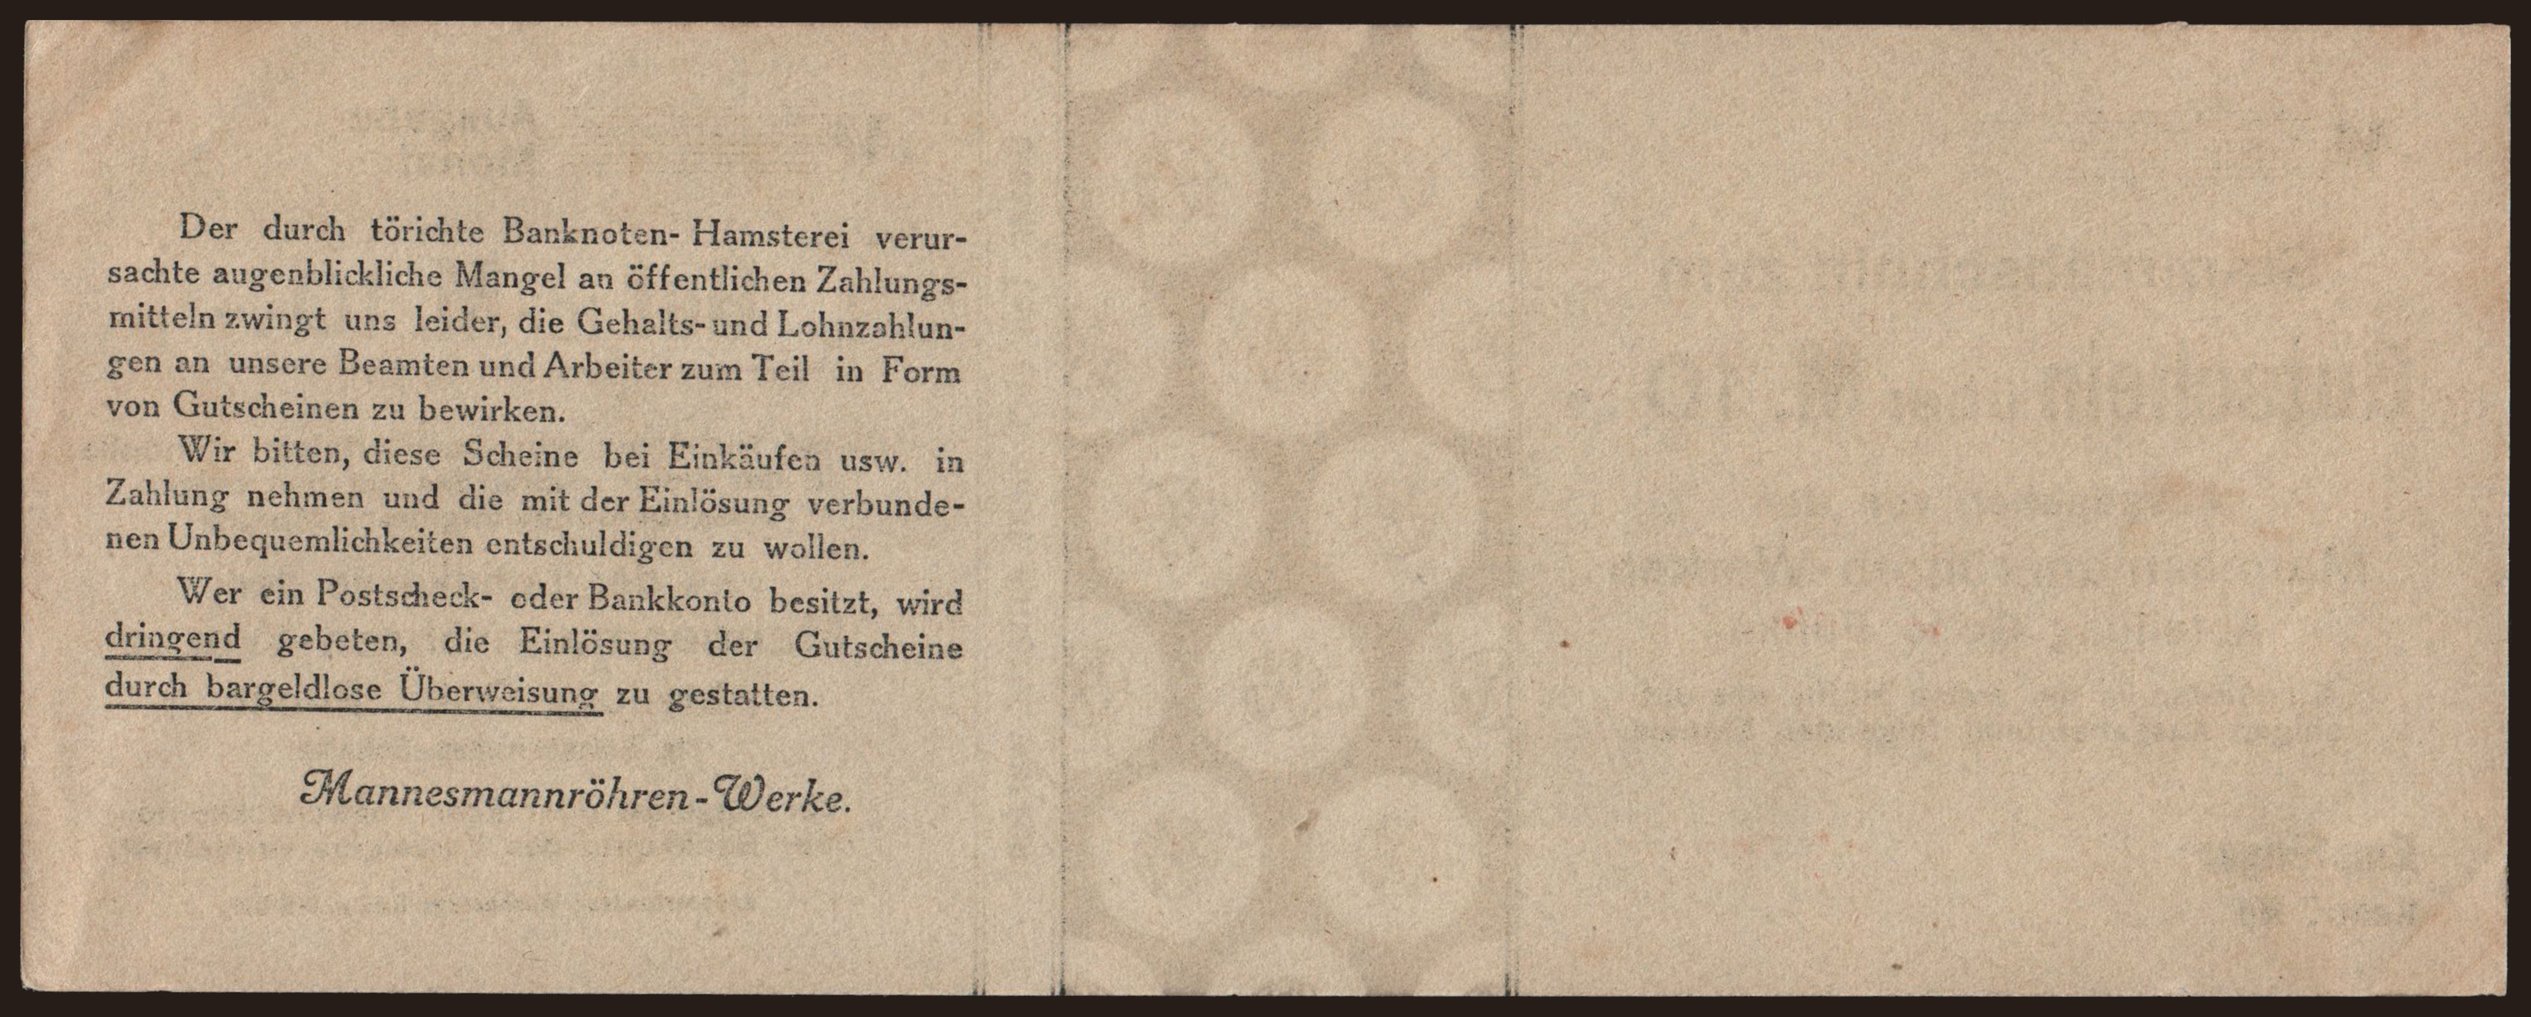 Der durch törichte Banknoten-Hamsterei verur-
sachte augenblickliche Mangel an öffentlichen Zahlungs-
mitteln zwingt uns leider, die Gehalts- und Lohnzahlun-
gen an unsere Beamten und Arbeiter zum Teil in Form
von Gutscheinen zu bewirken.
Wir bitten, diese Scheine bei Einkäufen usw. in
Zahlung nehmen und die mit der Einlösung verbunde-
nen Unbequemlichkeiten entschuldigen zu wollen.
Wer ein Postscheck- oder Bankkonto besitzt, wird
dringend gebeten, die Einlösung der Gutscheine
durch bargeldlose Überweisung zu gestatten.
Mannesmannröhren-Werke.